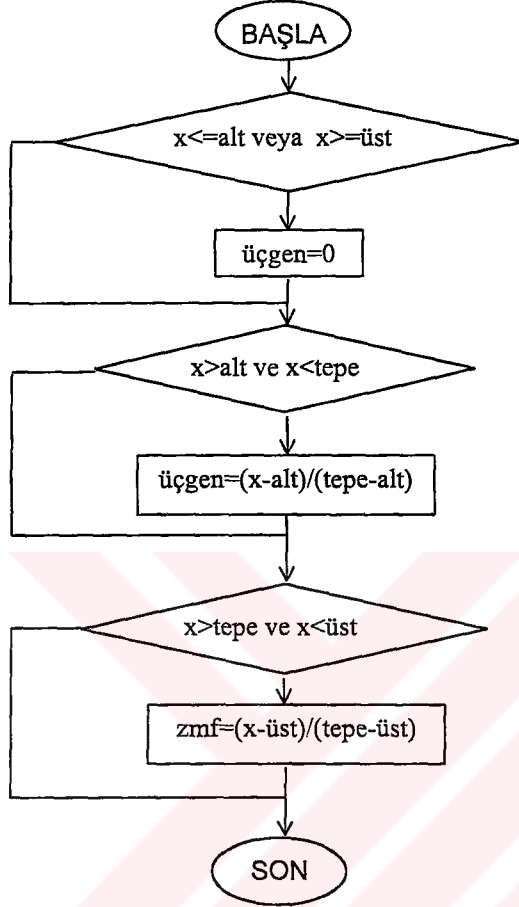 BAŞLA
x<=alt veya x>=üst
üçgen=0
x>alt ve x<tepe
üçgen=(x-alt)/(tepe-alt)
x>tepe ve x<üst
zmf=(x-üst)/(tepe-üst)
SON